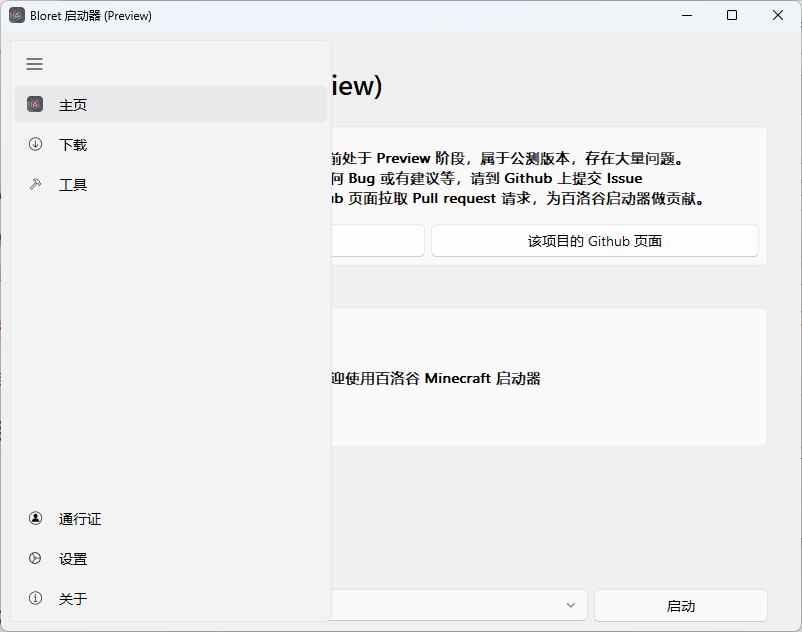 Bloret 启动器 (Preview)
主页
下载
工具
通行证
设置
关于
iew)
前处于 Preview 阶段，属于公测版本，存在大量问题。
何 Bug 或有建议等，请到 Github 上提交 Issue
ub 页面拉取 Pull request 请求，为百洛谷启动器做贡献。
该项目的 Github 页面
迎使用百洛谷 Minecraft 启动器
启动